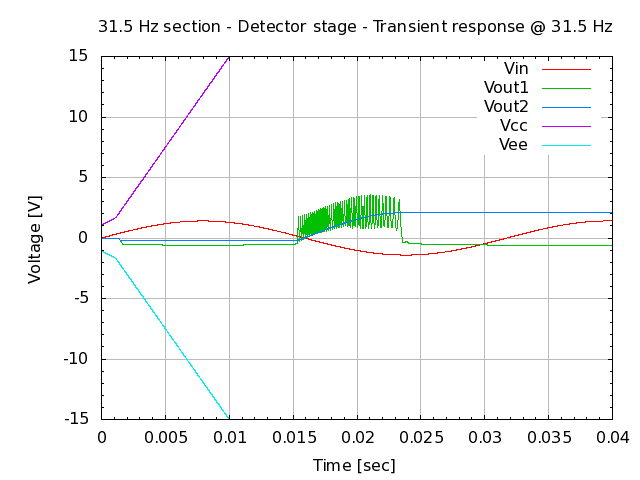 31.5 Hz section - Detector stage - Transient response @ 31.5 Hz
15
10
5
0
-5
-10
-15
Voltage [V]
Vin
Vout1
Vout2
Vcc
Vee
0 0.005 0.01 0.015 0.02 0.025 0.03 0.035 0.04
Time [sec]